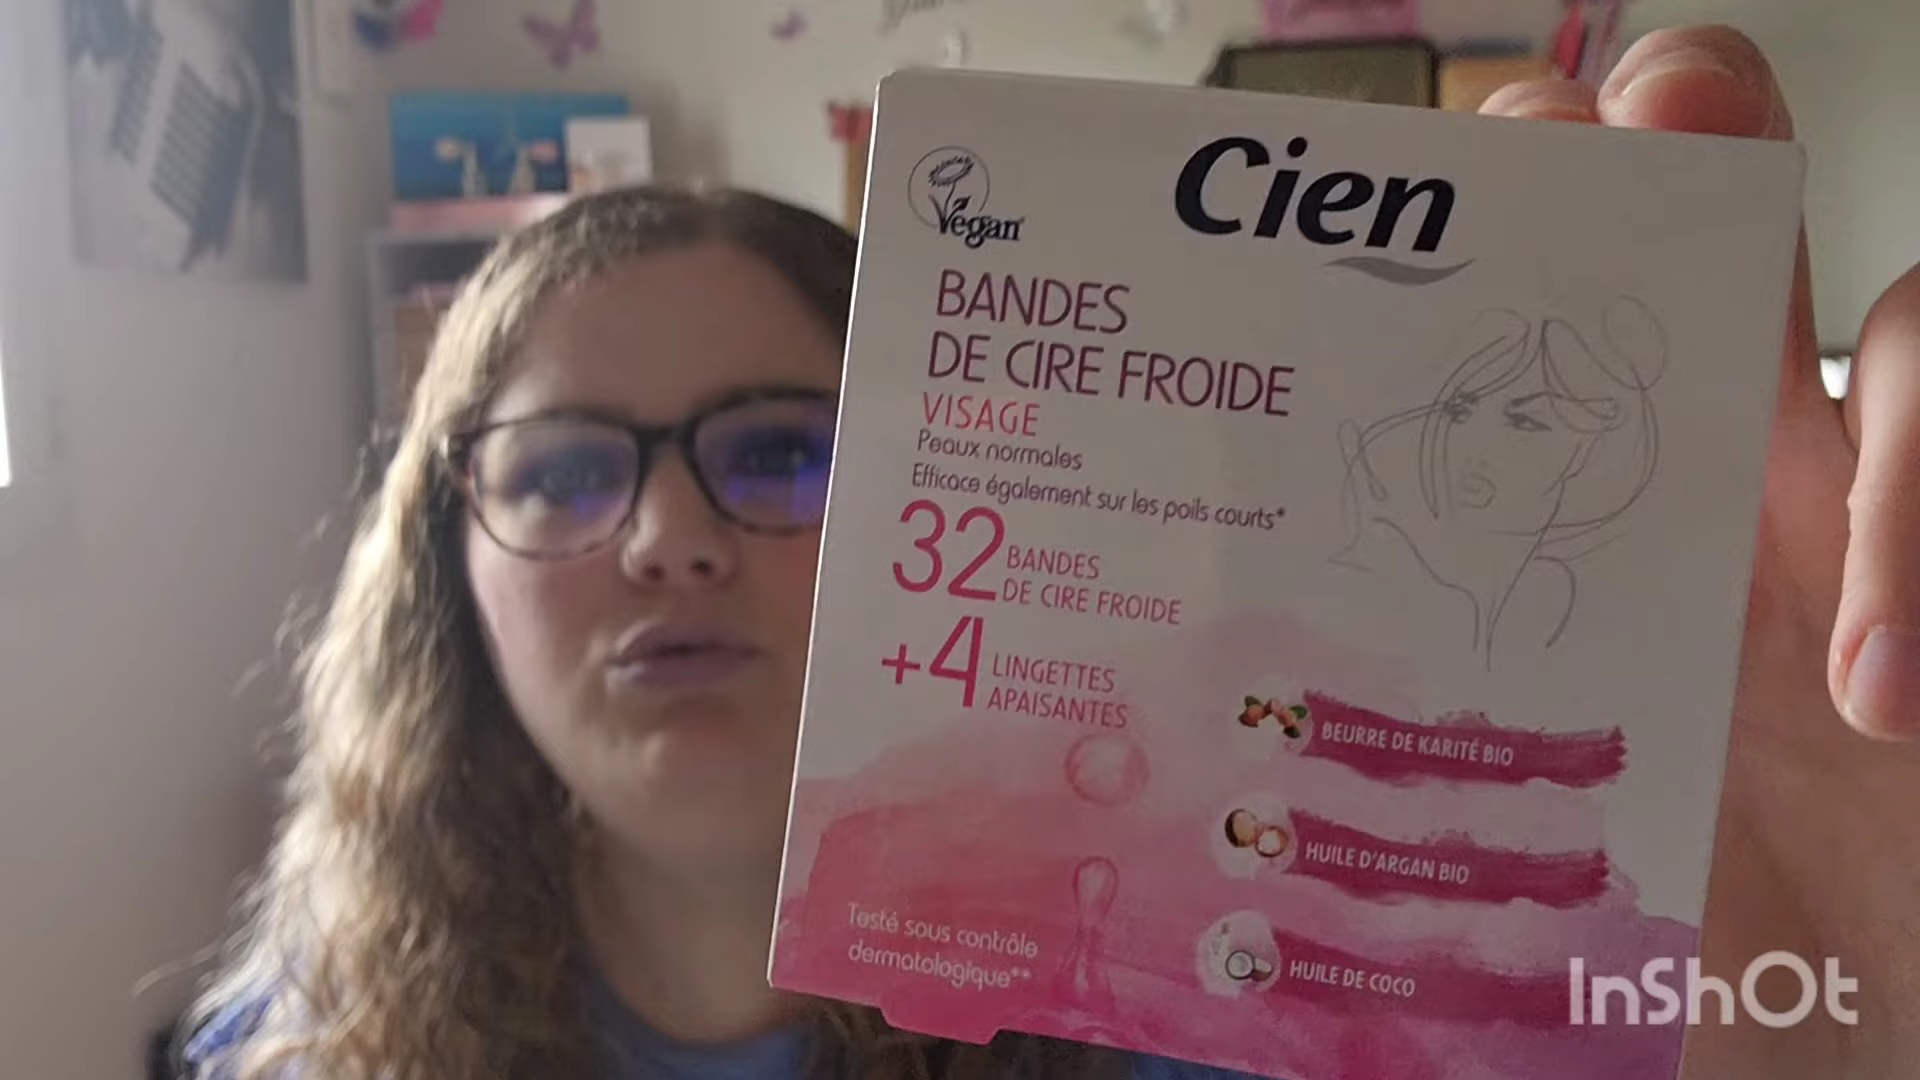 Cien
Vegan
BANDES
DE CIRE FROIDE
VISAGE
Peaux normales
Efficace également sur les poils courts*
32 BANDES
DE CIRE FROIDE
+4 LINGETTES
APAISANTES
BEURRE DE KARITÉ BIO
HUILE D'ARGAN BIO
HUILE DE COCO
Testé sous contrôle
dermatologique**
InShOt